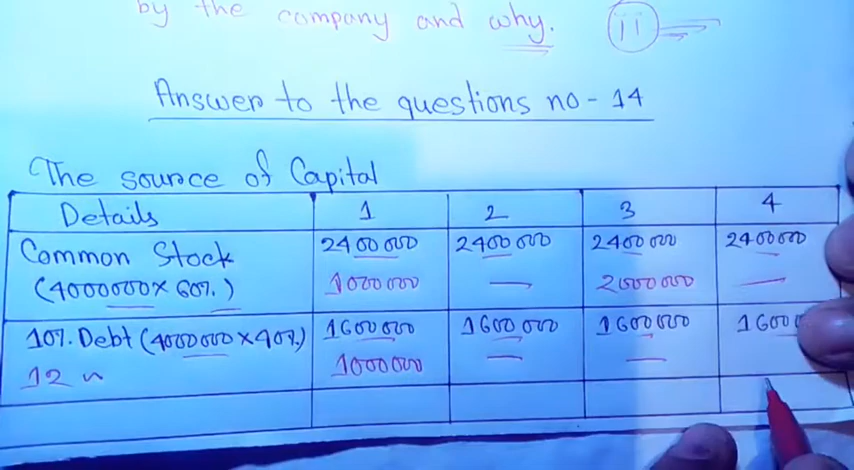 by the company and why.
Answer to the questions no - 14
The source of Capital
Details 1 2 3 4
Common Stock 2400000 2400000 2400000 2400000
(4000000 x 60%.) 1000000 — 2000000 —
10%. Debt (4000000 x 40%) 1600000 1600000 1600000 1600
12 " 1000000 — —